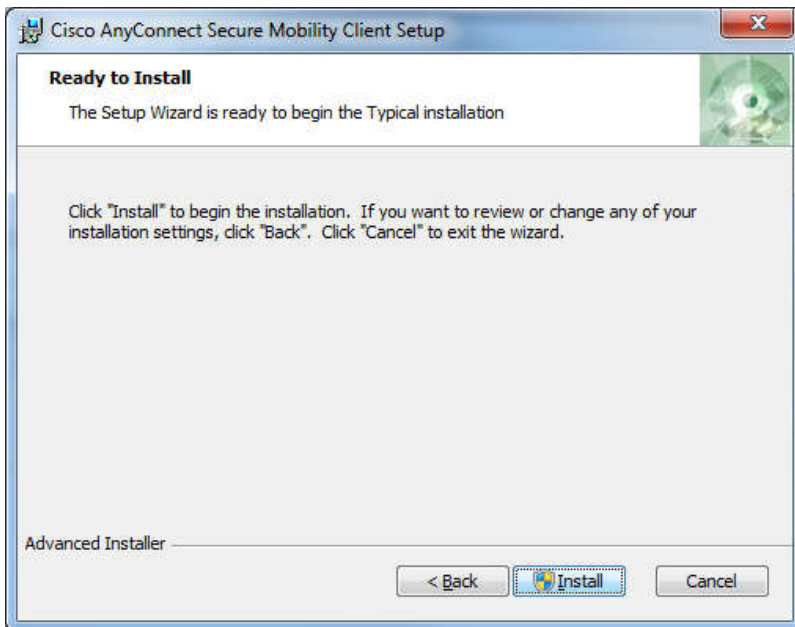 Cisco AnyConnect Secure Mobility Client Setup
Ready to Install
The Setup Wizard is ready to begin the Typical installation
Click "Install" to begin the installation.  If you want to review or change any of your
installation settings, click "Back".  Click "Cancel" to exit the wizard.
Advanced Installer
< Back
Install
Cancel